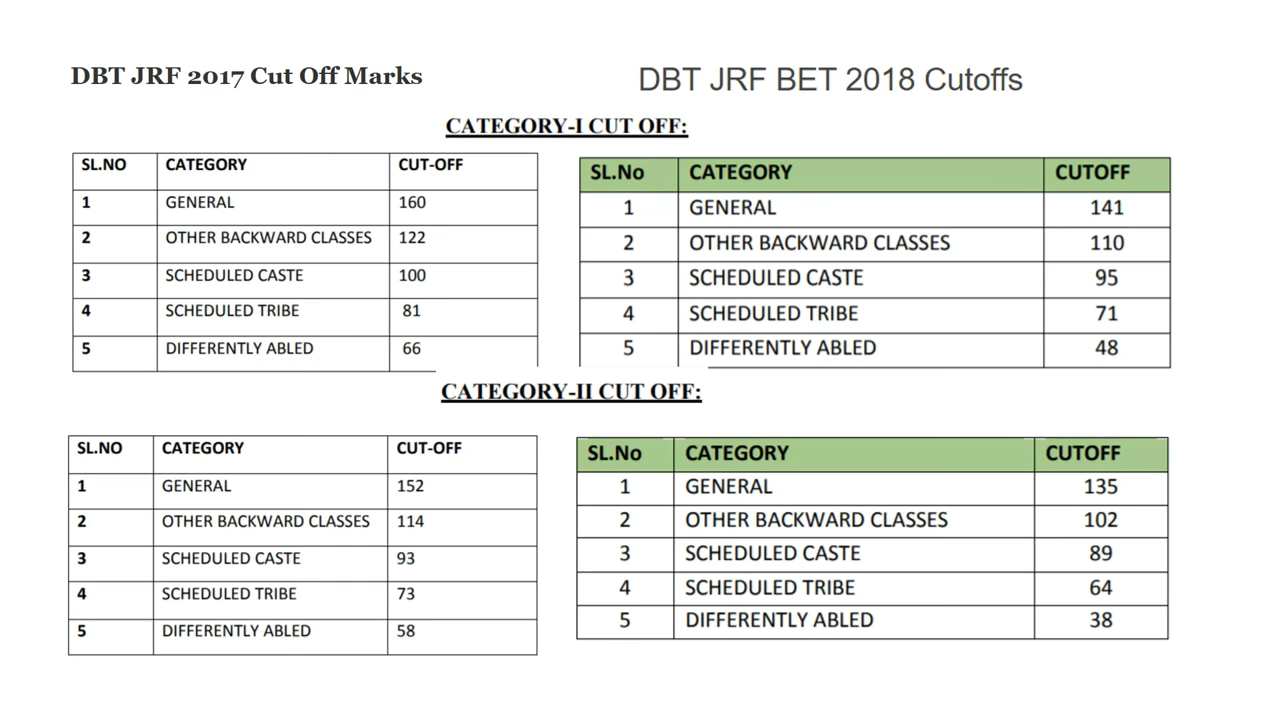 DBT JRF 2017 Cut Off Marks
DBT JRF BET 2018 Cutoffs
CATEGORY-I CUT OFF:
SL.NO CATEGORY CUT-OFF
1 GENERAL 160
2 OTHER BACKWARD CLASSES 122
3 SCHEDULED CASTE 100
4 SCHEDULED TRIBE 81
5 DIFFERENTLY ABLED 66
SL.No CATEGORY CUTOFF
1 GENERAL 141
2 OTHER BACKWARD CLASSES 110
3 SCHEDULED CASTE 95
4 SCHEDULED TRIBE 71
5 DIFFERENTLY ABLED 48
CATEGORY-II CUT OFF:
SL.NO CATEGORY CUT-OFF
1 GENERAL 152
2 OTHER BACKWARD CLASSES 114
3 SCHEDULED CASTE 93
4 SCHEDULED TRIBE 73
5 DIFFERENTLY ABLED 58
SL.No CATEGORY CUTOFF
1 GENERAL 135
2 OTHER BACKWARD CLASSES 102
3 SCHEDULED CASTE 89
4 SCHEDULED TRIBE 64
5 DIFFERENTLY ABLED 38